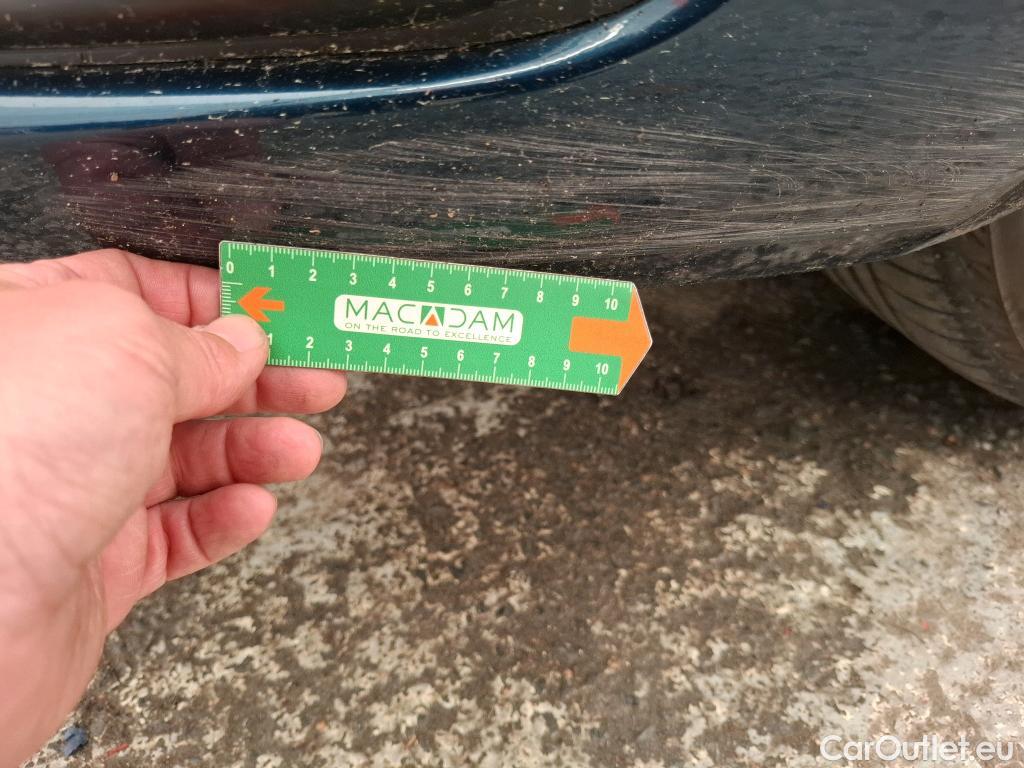 0 1 2 3 4 5 6 7 8 9 10
MACADAM
ON THE ROAD TO EXCELLENCE
1 2 3 4 5 6 7 8 9 10
CarOutlet.eu